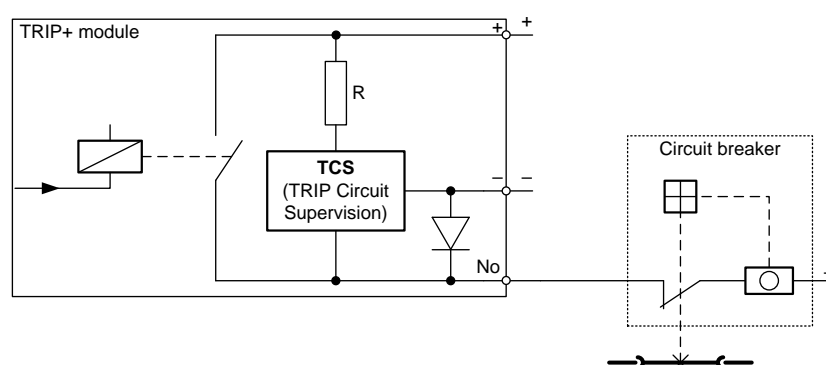 TRIP+ module
+ +
R
TCS
(TRIP Circuit
Supervision)
– –
No
Circuit breaker
-